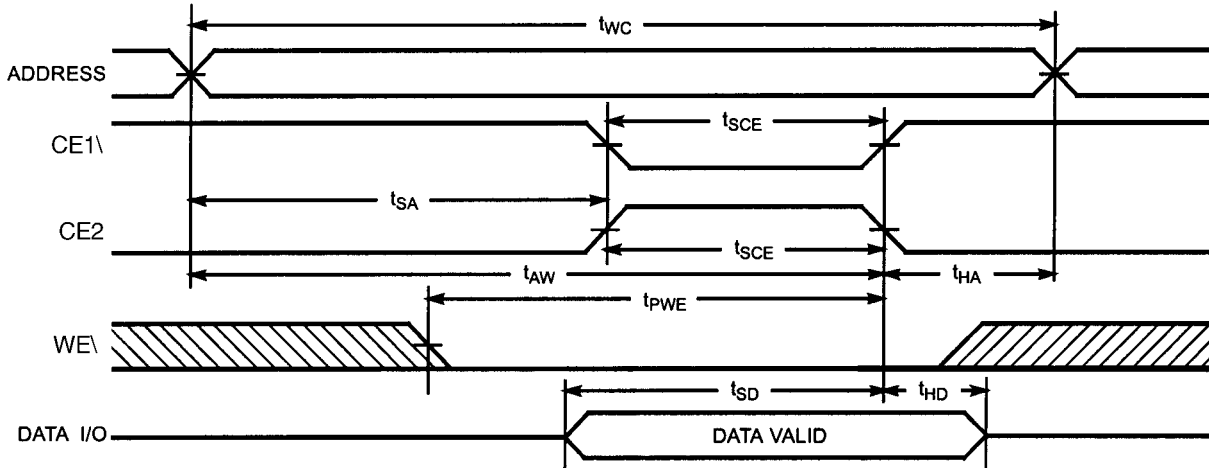 tWC
ADDRESS
tSCE
CE1\
tSA
CE2
tSCE
tAW
tHA
tPWE
WE\
tSD
tHD
DATA I/O
DATA VALID